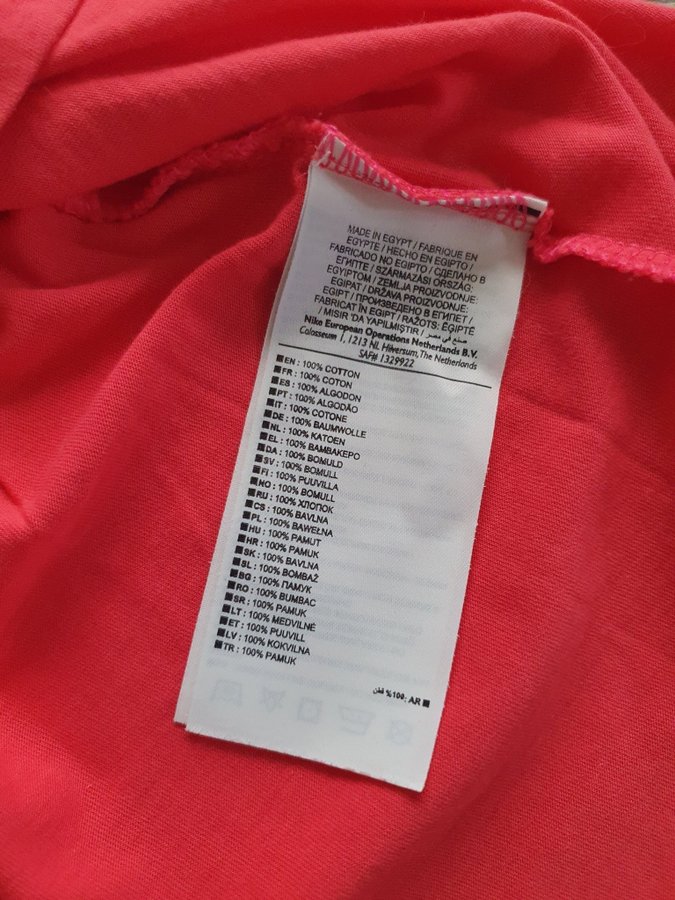 MADE IN EGYPT / FABRIQUE EN
EGYPTE / HECHO EN EGIPTO /
FABRICADO NO EGIPTO / СДЕЛАНО В
ЕГИПТЕ / SZÁRMAZÁSI ORSZÁG:
EGYIPTOM / ZEMLJA PROIZVODNJE:
EGIPAT / DRŽAVA PROIZVODNJE:
EGIPT / ПРОИЗВЕДЕНО В ЕГИПЕТ /
FABRICAT ÎN EGIPT / RAŽOTS: ĒĢIPTĒ
/ MISIR 'DA YAPILMIŞTIR / صنع في مصر
Nike European Operations Netherlands B.V.
Colosseum 1, 1213 NL Hilversum, The Netherlands
SAF# 1329922
EN : 100% COTTON
FR : 100% COTON
ES : 100% ALGODON
PT : 100% ALGODÃO
IT : 100% COTONE
DE : 100% BAUMWOLLE
NL : 100% KATOEN
EL : 100% ΒΑΜΒΑΚΕΡΟ
DA : 100% BOMULD
SV : 100% BOMULL
FI : 100% PUUVILLA
NO : 100% BOMULL
RU : 100% ХЛОПОК
CS : 100% BAVLNA
PL : 100% BAWEŁNA
HU : 100% PAMUT
HR : 100% PAMUK
SK : 100% BAVLNA
SL : 100% BOMBAŽ
BG : 100% ПАМУК
RO : 100% BUMBAC
SR : 100% PAMUK
LT : 100% MEDVILNĖ
ET : 100% PUUVILL
LV : 100% KOKVILNA
TR : 100% PAMUK
AR :100% قطن